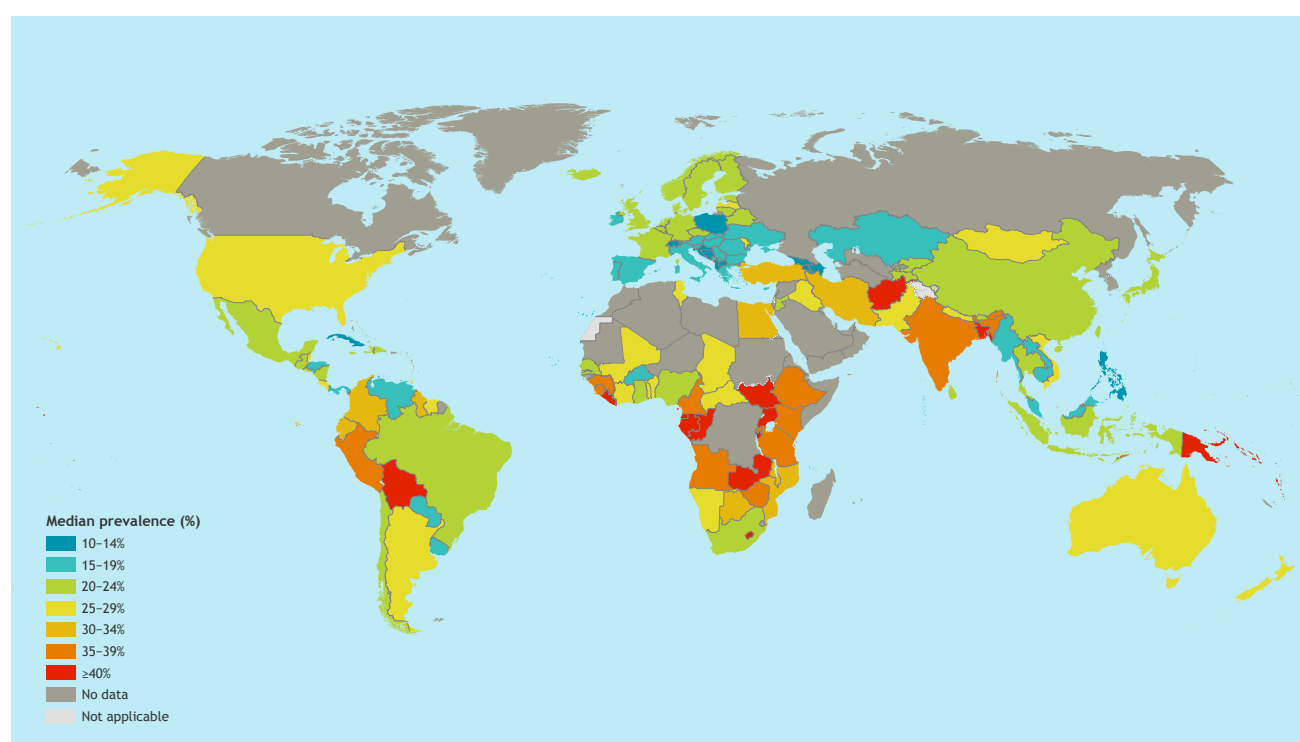 Median prevalence (%)
10–14%
15–19%
20–24%
25–29%
30–34%
35–39%
≥40%
No data
Not applicable